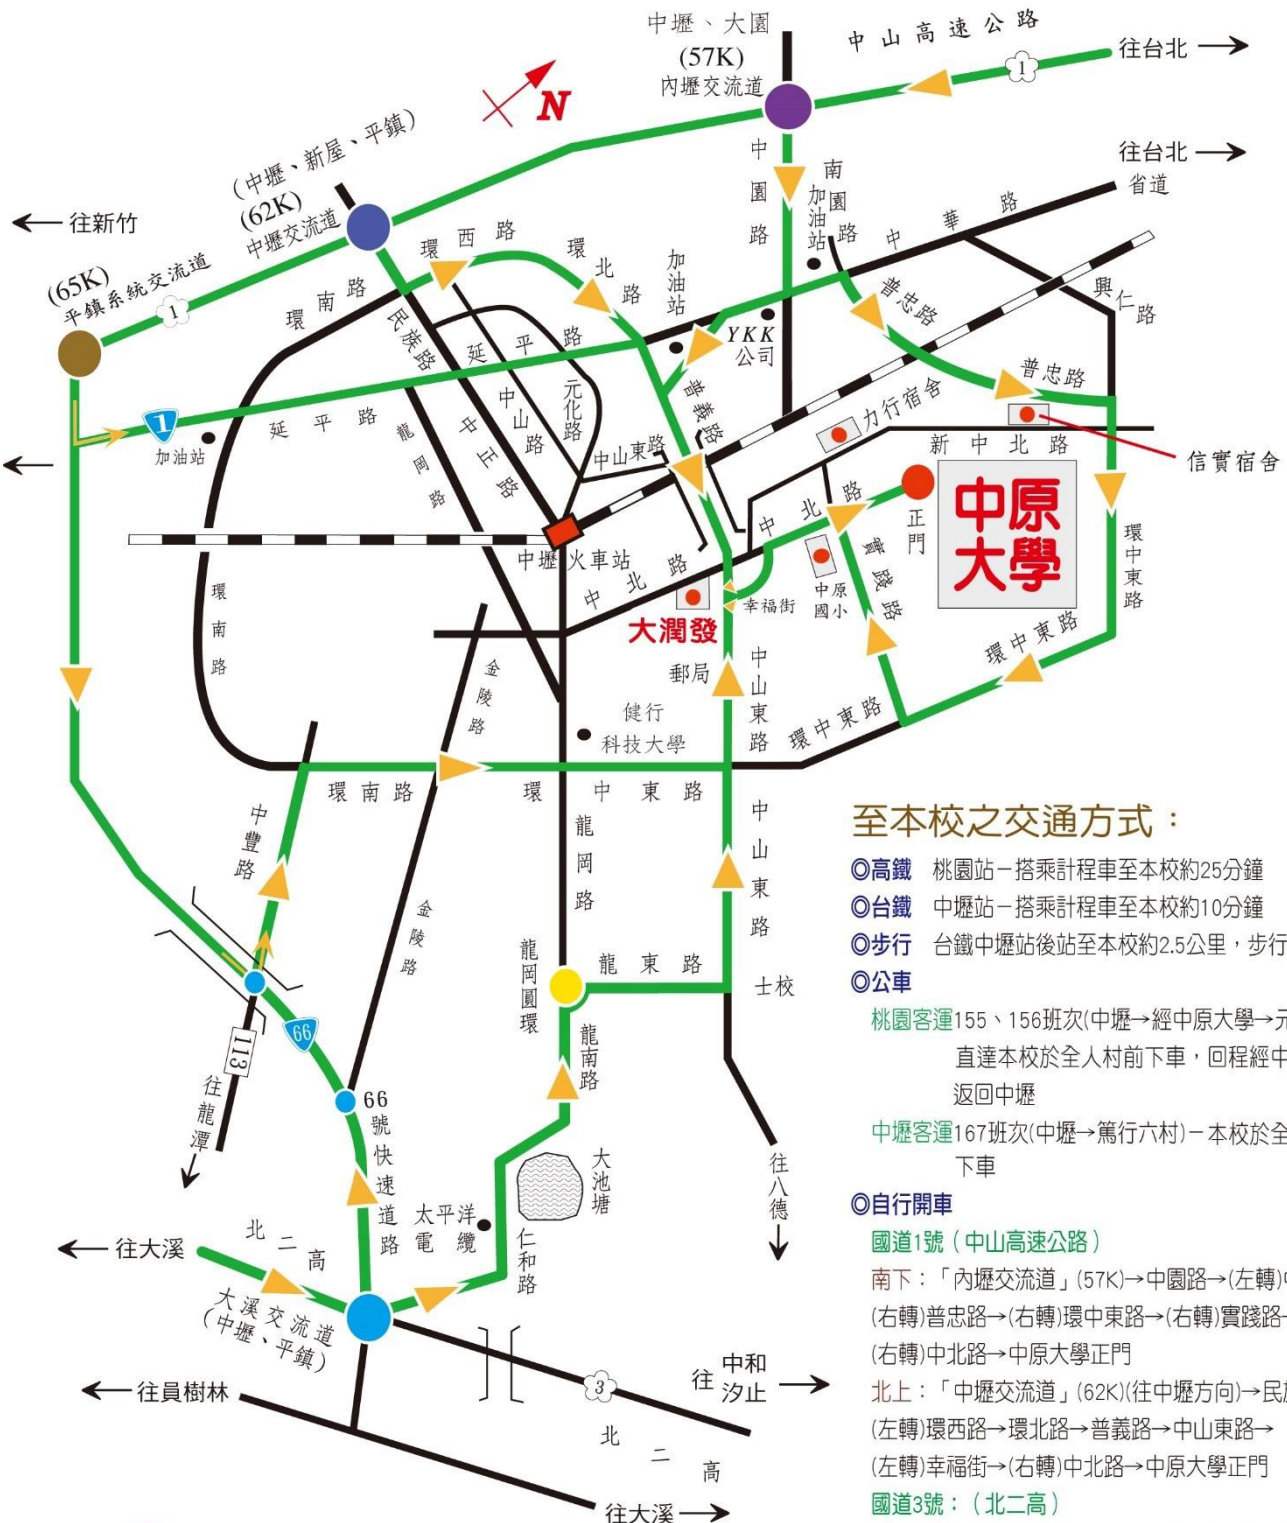 中壢、大園
(57K)
內壢交流道
中山高速公路
1
往台北
N
(中壢、新屋、平鎮)
(62K)
中壢交流道
往新竹
(65K)
平鎮系統交流道
1
往台北
省道
中園路
南園路
加油站
中華路
環西路
環北路
加油站
環南路
民族路
延平路
YKK
公司
普忠路
興仁路
普忠路
1
加油站
延平路
龍岡路
中正路
中山路
元化路
中山東路
普義路
力行宿舍
新中北路
信實宿舍
中原
大學
正門
中北路
中壢火車站
中北路
實踐路
中原
國小
幸福街
大潤發
環中東路
環南路
郵局
中山東路
環中東路
環中東路
金陵路
健行
科技大學
環南路
環中東路
中豐路
龍岡路
中山東路
金陵路
龍岡圓環
龍東路
士校
66
113
往龍潭
66
號快速道路
龍南路
大池塘
往八德
太平洋
電纜
仁和路
往大溪
北二高
大溪交流道
(中壢、平鎮)
3
往
中和
汐止
往員樹林
北二高
往大溪
至本校之交通方式：
◎高鐵 桃園站－搭乘計程車至本校約25分鐘
◎台鐵 中壢站－搭乘計程車至本校約10分鐘
◎步行 台鐵中壢站後站至本校約2.5公里，步行
◎公車
桃園客運155、156班次(中壢→經中原大學→元
直達本校於全人村前下車，回程經中
返回中壢
中壢客運167班次(中壢→篤行六村)－本校於全
下車
◎自行開車
國道1號（中山高速公路）
南下：「內壢交流道」(57K)→中園路→(左轉)中
(右轉)普忠路→(右轉)環中東路→(右轉)實踐路→
(右轉)中北路→中原大學正門
北上：「中壢交流道」(62K)(往中壢方向)→民族
(左轉)環西路→環北路→普義路→中山東路→
(左轉)幸福街→(右轉)中北路→中原大學正門
國道3號：（北二高）